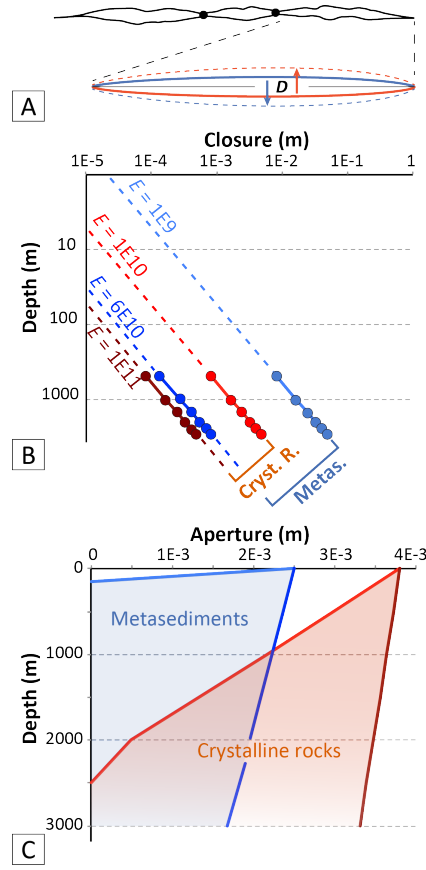 D
A
Closure (m)
1E-5 1E-4 1E-3 1E-2 1E-1 1
E = 1E9
E = 1E10
E = 6E10
E = 1E11
10
100
1000
Depth (m)
Cryst. R.
Metas.
B
Aperture (m)
0 1E-3 2E-3 3E-3 4E-3
0
Metasediments
1000
Depth (m)
2000
Crystalline rocks
3000
C